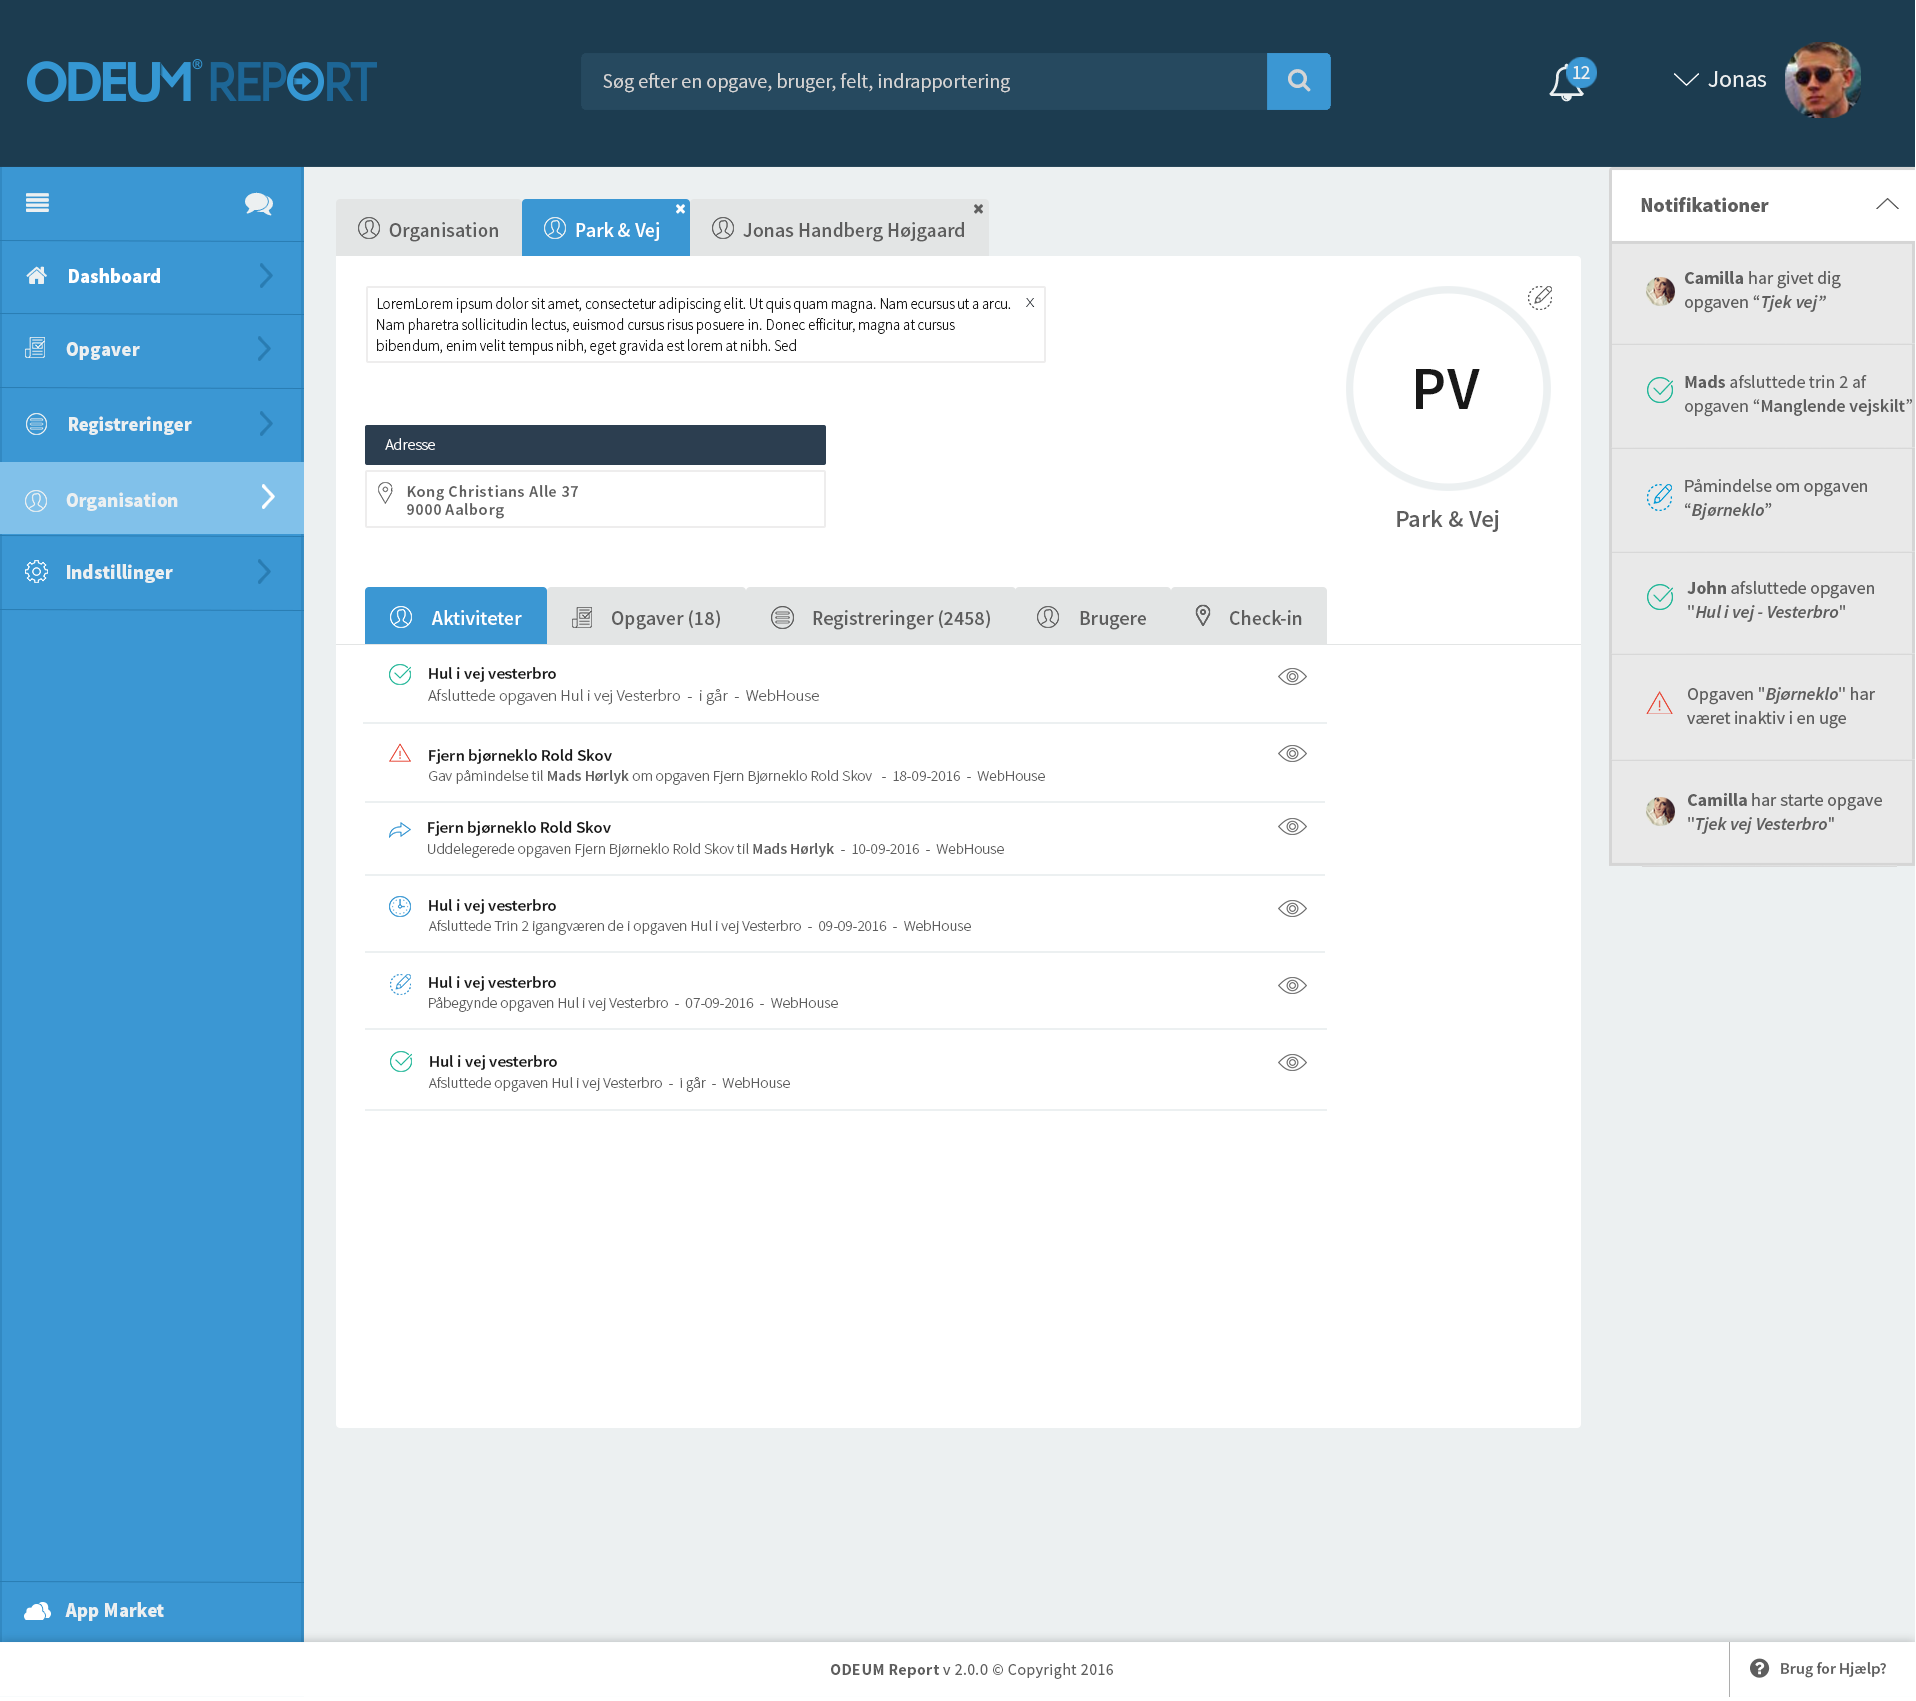 ODEUM® REPORT
Søg efter en opgave, bruger, felt, indrapportering
12
Jonas
Dashboard
Opgaver
Registreringer
Organisation
Indstillinger
App Market
Organisation
Park & Vej
Jonas Handberg Højgaard
LoremLorem ipsum dolor sit amet, consectetur adipiscing elit. Ut quis quam magna. Nam ecursus ut a arcu.
Nam pharetra sollicitudin lectus, euismod cursus risus posuere in. Donec efficitur, magna at cursus
bibendum, enim velit tempus nibh, eget gravida est lorem at nibh. Sed
X
PV
Park & Vej
Adresse
Kong Christians Alle 37
9000 Aalborg
Aktiviteter
Opgaver (18)
Registreringer (2458)
Brugere
Check-in
Hul i vej vesterbro
Afsluttede opgaven Hul i vej Vesterbro - i går - WebHouse
Fjern bjørneklo Rold Skov
Gav påmindelse til Mads Hørlyk om opgaven Fjern Bjørneklo Rold Skov - 18-09-2016 - WebHouse
Fjern bjørneklo Rold Skov
Uddelegerede opgaven Fjern Bjørneklo Rold Skov til Mads Hørlyk - 10-09-2016 - WebHouse
Hul i vej vesterbro
Afsluttede Trin 2 igangværen de i opgaven Hul i vej Vesterbro - 09-09-2016 - WebHouse
Hul i vej vesterbro
Påbegynde opgaven Hul i vej Vesterbro - 07-09-2016 - WebHouse
Hul i vej vesterbro
Afsluttede opgaven Hul i vej Vesterbro - i går - WebHouse
Notifikationer
Camilla har givet dig
opgaven “Tjek vej”
Mads afsluttede trin 2 af
opgaven “Manglende vejskilt”
Påmindelse om opgaven
“Bjørneklo”
John afsluttede opgaven
"Hul i vej - Vesterbro"
Opgaven "Bjørneklo" har
været inaktiv i en uge
Camilla har starte opgave
"Tjek vej Vesterbro"
ODEUM Report v 2.0.0 © Copyright 2016
Brug for Hjælp?